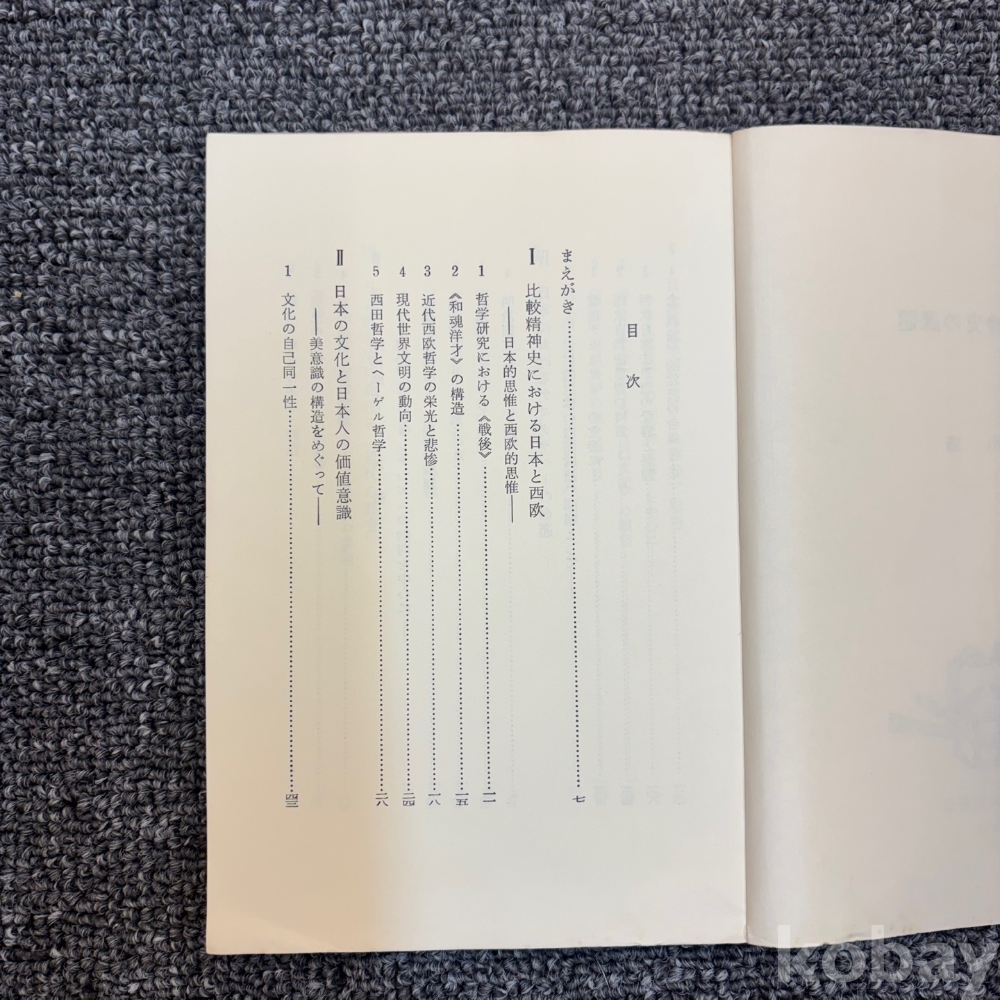 目次
まえがき……七
Ⅰ 比較精神史における日本と西欧
――日本的思惟と西欧的思惟――
1 哲学研究における《戦後》……一一
2 《和魂洋才》の構造……一五
3 近代西欧哲学の栄光と悲惨……一八
4 現代世界文明の動向……二四
5 西田哲学とヘーゲル哲学……二八
Ⅱ 日本の文化と日本人の価値意識
――美意識の構造をめぐって――
1 文化の自己同一性……四三
kobay